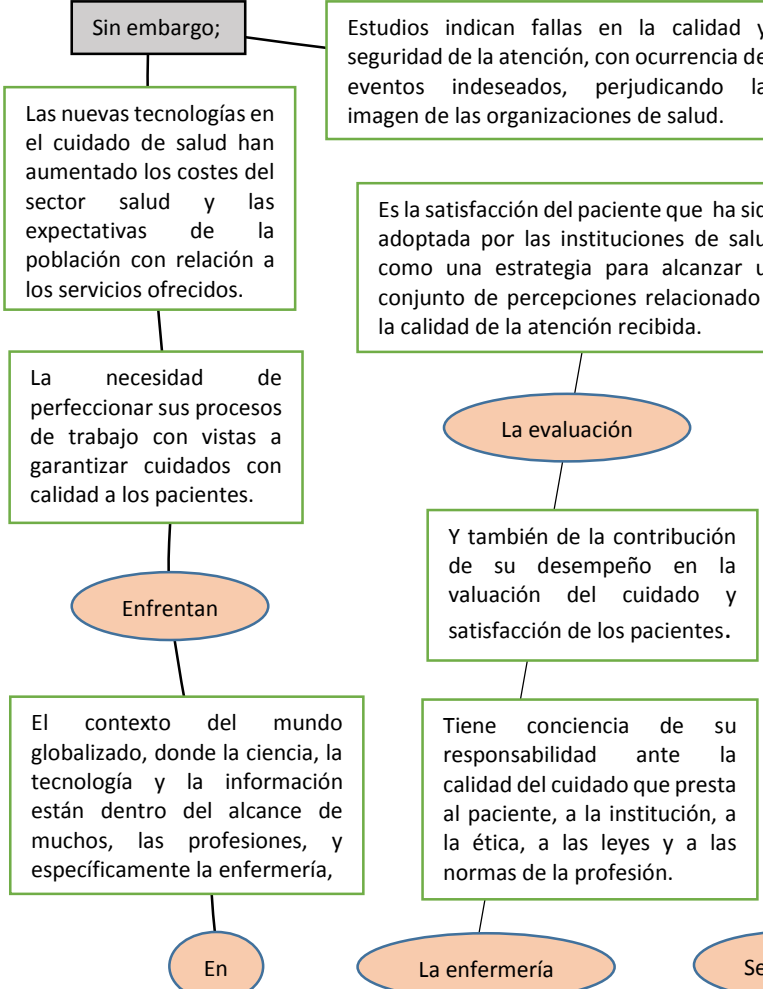 Sin embargo;
Estudios indican fallas en la calidad y
seguridad de la atención, con ocurrencia de
eventos indeseados, perjudicando la
imagen de las organizaciones de salud.
Las nuevas tecnologías en
el cuidado de salud han
aumentado los costes del
sector salud y las
expectativas de la
población con relación a
los servicios ofrecidos.
Es la satisfacción del paciente que ha sid
adoptada por las instituciones de salu
como una estrategia para alcanzar u
conjunto de percepciones relacionado
la calidad de la atención recibida.
La necesidad de
perfeccionar sus procesos
de trabajo con vistas a
garantizar cuidados con
calidad a los pacientes.
La evaluación
Y también de la contribución
de su desempeño en la
valuación del cuidado y
satisfacción de los pacientes.
Enfrentan
El contexto del mundo
globalizado, donde la ciencia, la
tecnología y la información
están dentro del alcance de
muchos, las profesiones, y
específicamente la enfermería,
Tiene conciencia de su
responsabilidad ante la
calidad del cuidado que presta
al paciente, a la institución, a
la ética, a las leyes y a las
normas de la profesión.
En
La enfermería
Se